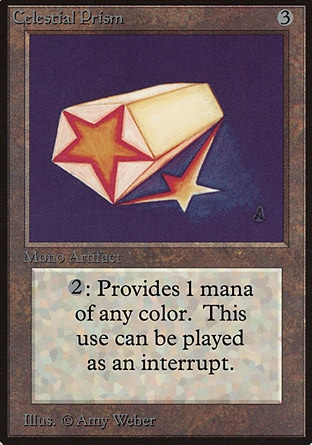 Celestial Prism 3
Mono Artifact
2: Provides 1 mana
of any color. This
use can be played
as an interrupt.
Illus. © Amy Weber